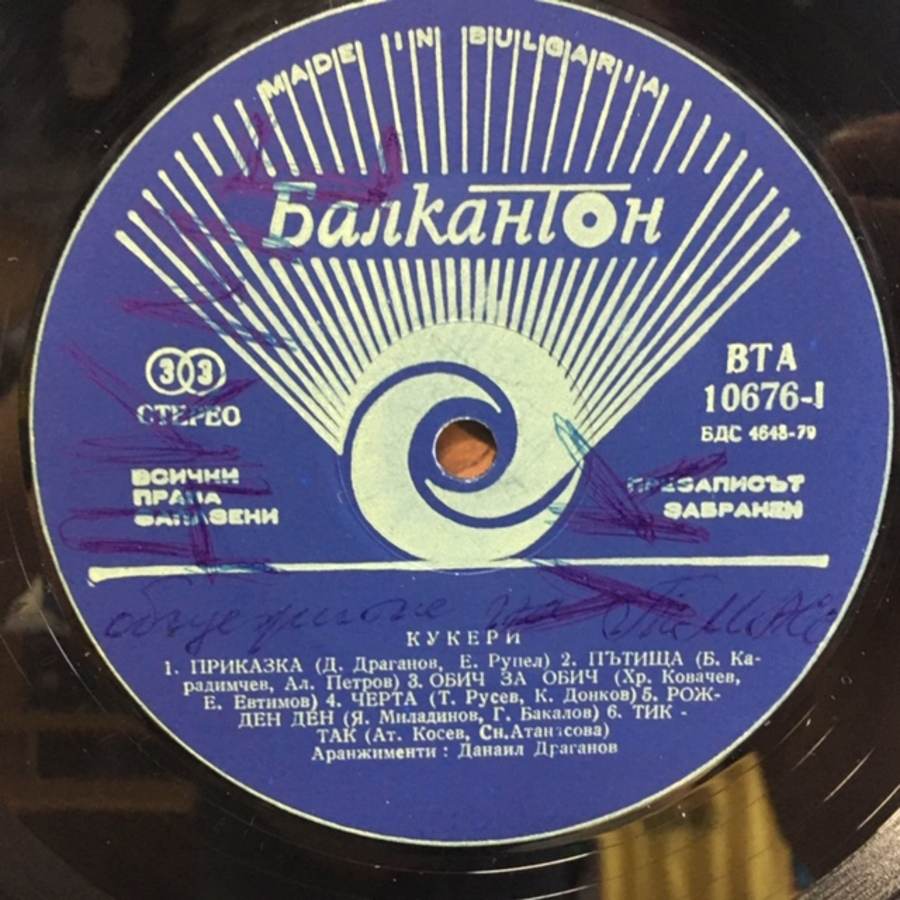 MADE IN BULGARIA
Балкантон
33
СТЕРЕО
ВТА
10676-I
БДС 4648-79
ВСИЧКИ
ПРАВА
ЗАПАЗЕНИ
ПРЕЗАПИСЪТ
ЗАБРАНЕН
КУКЕРИ
1. ПРИКАЗКА (Д. Драганов, Е. Рупел) 2. ПЪТИЩА (Б. Ка-
радимчев, Ал. Петров) 3. ОБИЧ ЗА ОБИЧ (Хр. Ковачев,
Е. Евтимов) 4. ЧЕРТА (Т. Русев, К. Донков) 5. РОЖ-
ДЕН ДЕН (Я. Миладинов, Г. Бакалов) 6. ТИК -
ТАК (Ат. Косев, Сн. Атанасова)
Аранжименти : Данаил Драганов